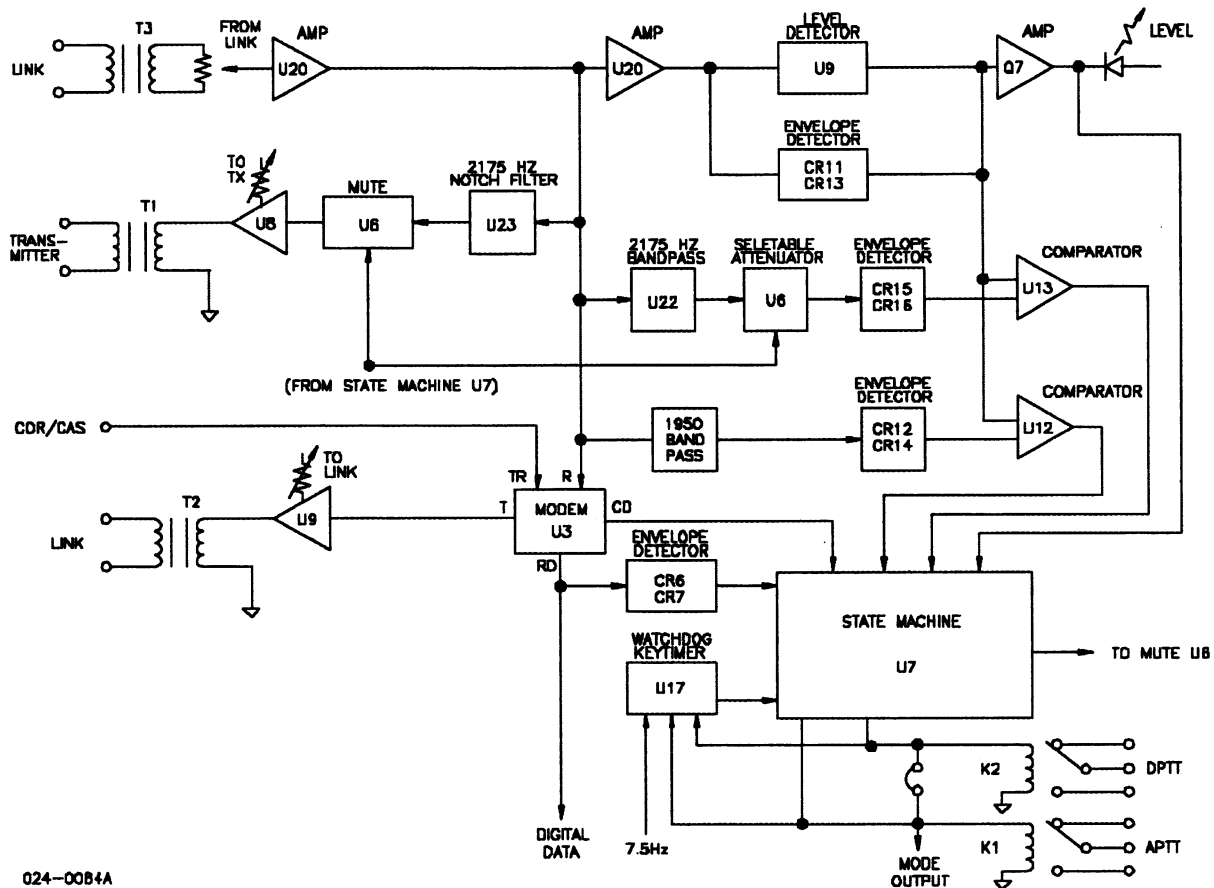 T3
LINK
FROM
LINK
AMP
U20
AMP
U20
LEVEL
DETECTOR
U9
AMP
Q7
LEVEL
ENVELOPE
DETECTOR
CR11
CR13
T1
TRANS-
MITTER
TO
TX
U8
MUTE
U6
2175 HZ
NOTCH FILTER
U23
2175 HZ
BANDPASS
U22
SELETABLE
ATTENUATOR
U6
ENVELOPE
DETECTOR
CR15
CR16
COMPARATOR
U13
(FROM STATE MACHINE U7)
1950
BAND
PASS
ENVELOPE
DETECTOR
CR12
CR14
COMPARATOR
U12
COR/CAS
T2
LINK
TO
LINK
U9
TR
R
T
MODEM
U3
CD
RD
ENVELOPE
DETECTOR
CR6
CR7
WATCHDOG
KEYTIMER
U17
STATE MACHINE
U7
TO MUTE U6
K2
DPTT
K1
APTT
DIGITAL
DATA
7.5Hz
MODE
OUTPUT
024-0084A